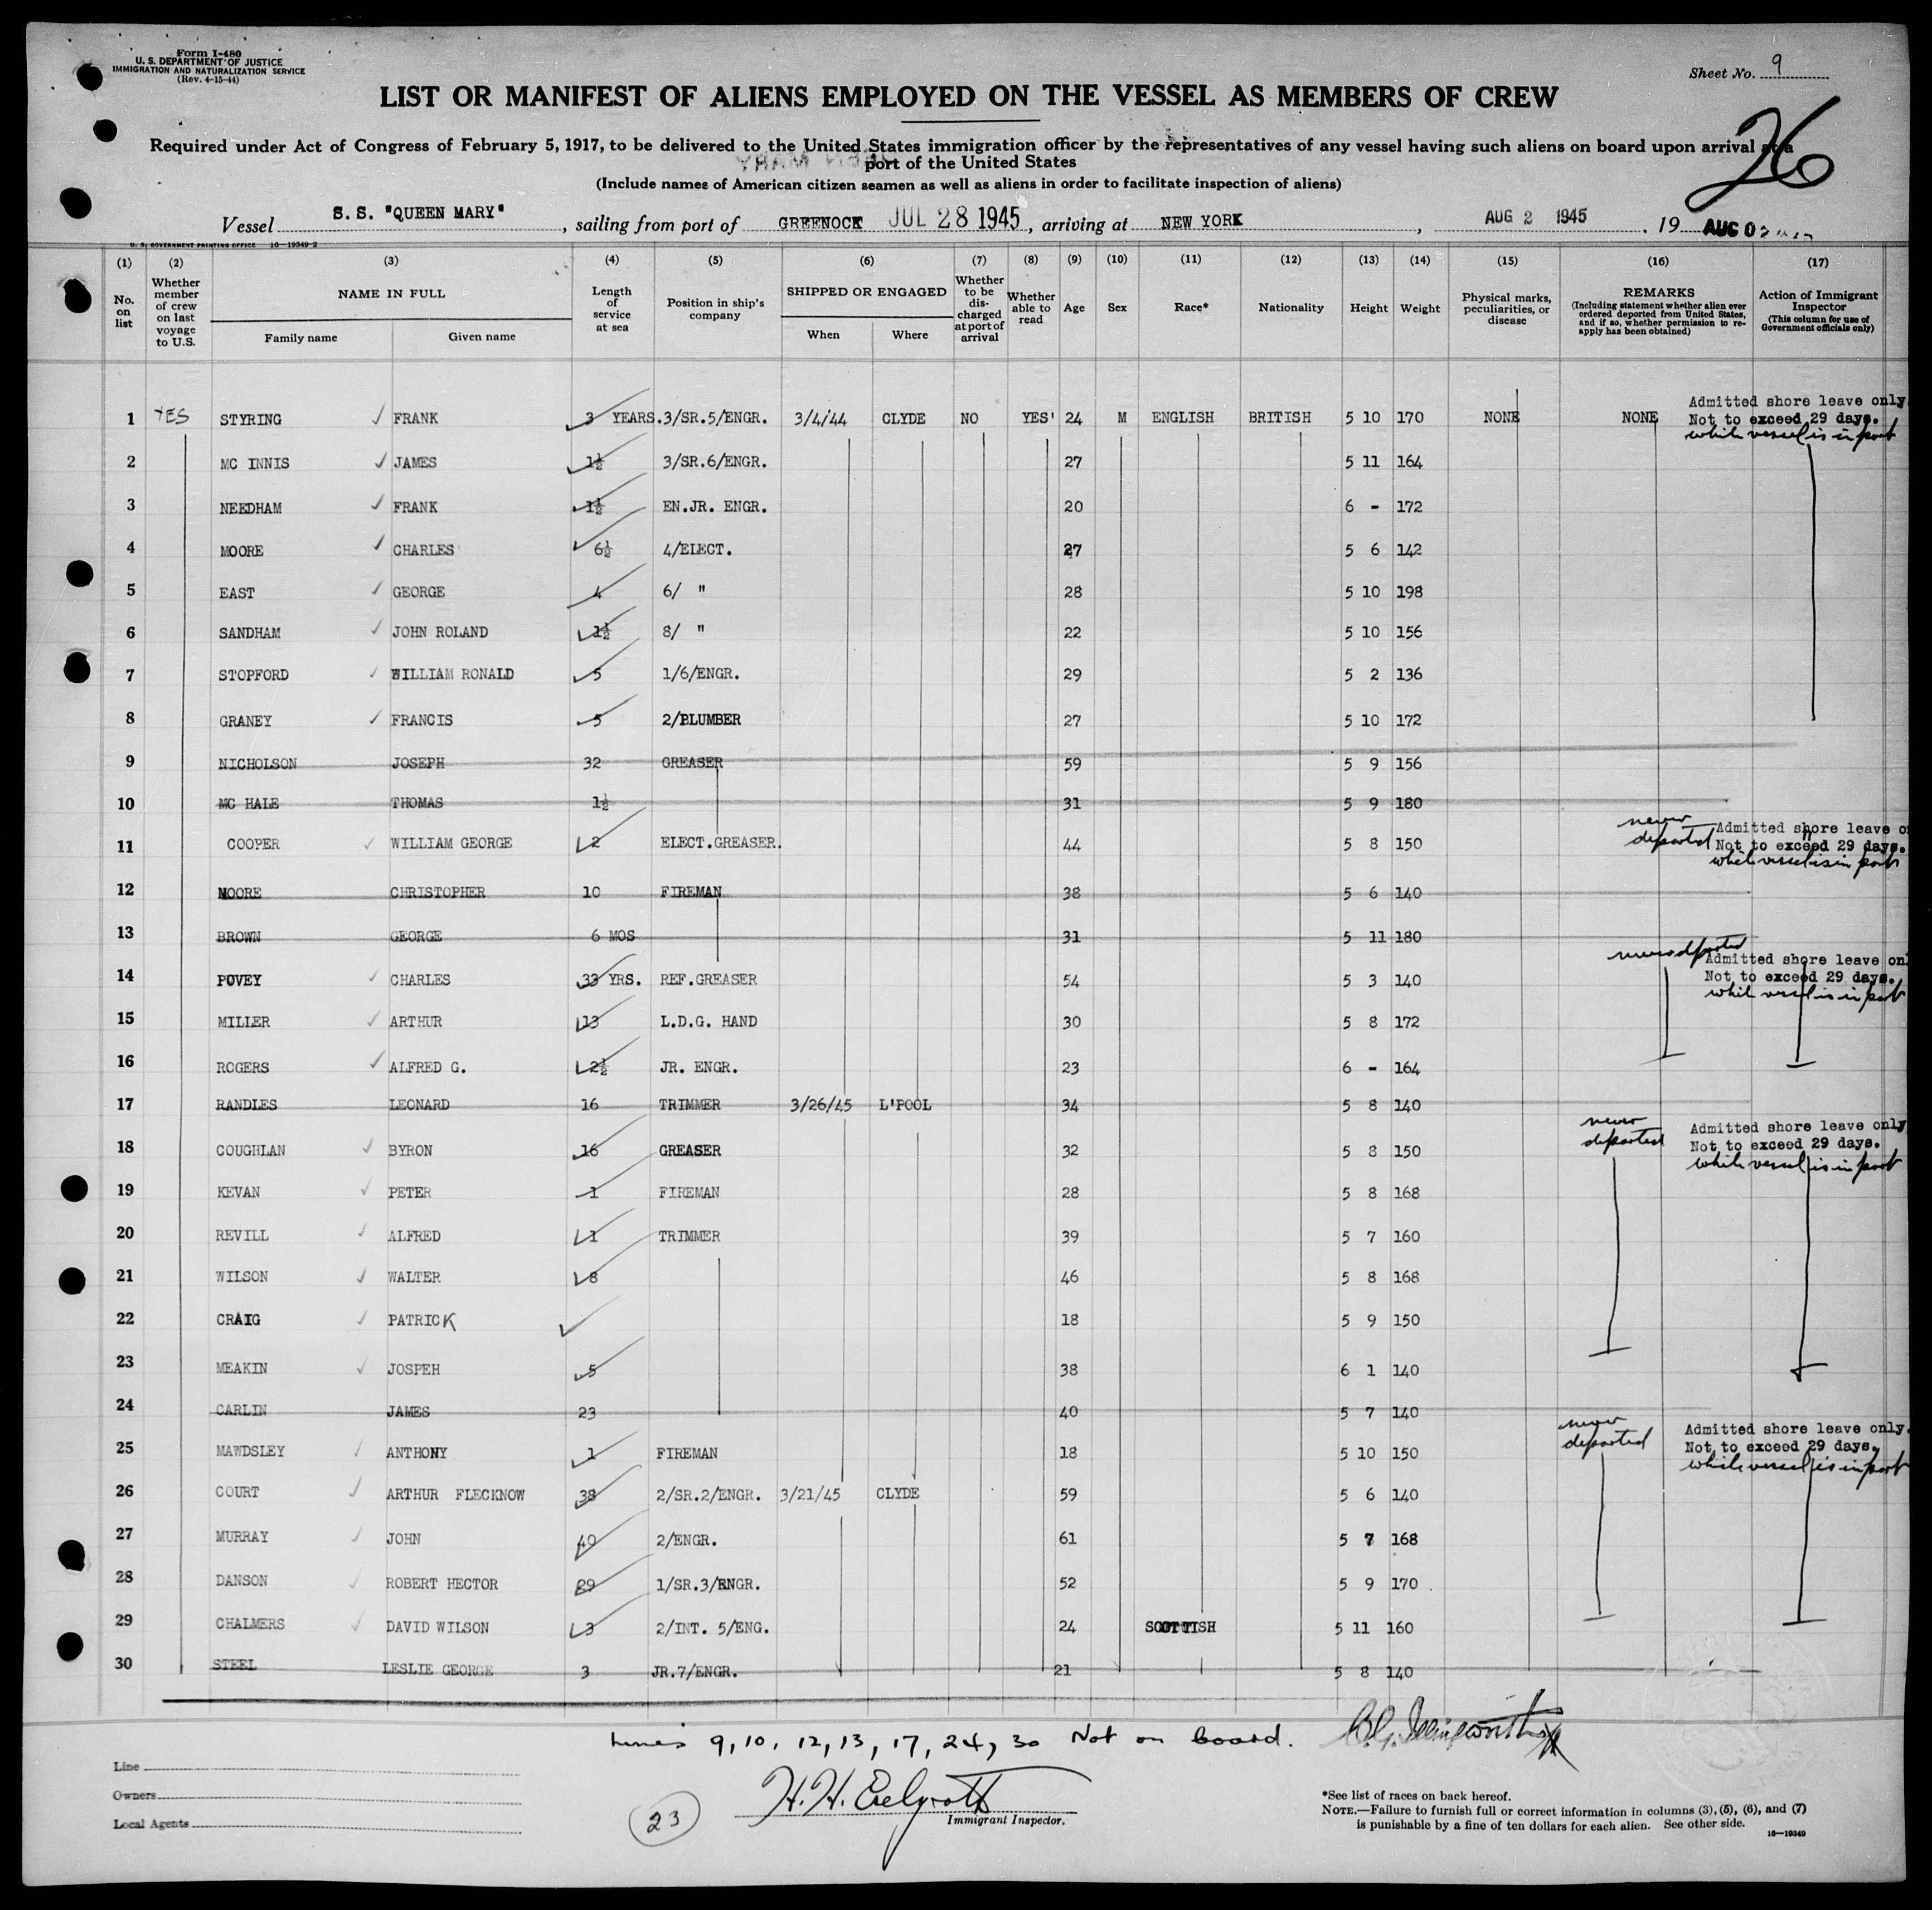 Form I-480
U. S. DEPARTMENT OF JUSTICE
IMMIGRATION AND NATURALIZATION SERVICE
(Rev. 4-15-44)
Sheet No. 9
26
LIST OR MANIFEST OF ALIENS EMPLOYED ON THE VESSEL AS MEMBERS OF CREW
Required under Act of Congress of February 5, 1917, to be delivered to the United States immigration officer by the representatives of any vessel having such aliens on board upon arrival at a
port of the United States
(Include names of American citizen seamen as well as aliens in order to facilitate inspection of aliens)
Vessel S. S. "QUEEN MARY", sailing from port of GREENOCK JUL 28 1945, arriving at NEW YORK, AUG 2 1945. 19 AUG 02
U. S. GOVERNMENT PRINTING OFFICE 16-19349-2
(1) (2) (3) (4) (5) (6) (7) (8) (9) (10) (11) (12) (13) (14) (15) (16) (17)
No. on list
Whether member of crew on last voyage to U.S.
NAME IN FULL
Family name Given name
Length of service at sea
Position in ship's company
SHIPPED OR ENGAGED
When Where
Whether to be discharged at port of arrival
Whether able to read
Age Sex Race* Nationality Height Weight
Physical marks, peculiarities, or disease
REMARKS
(Including statement whether alien ever ordered deported from United States, and if so, whether permission to re-apply has been obtained)
Action of Immigrant Inspector
(This column for use of Government officials only)
Admitted shore leave only
1 YES STYRING FRANK 3 YEARS. 3/SR.5/ENGR. 3/4/44 CLYDE NO YES' 24 M ENGLISH BRITISH 5 10 170 NONE NONE Not to exceed 29 days.
while vessel is in port
2 MC INNIS JAMES 1½ 3/SR.6/ENGR. 27 5 11 164
3 NEEDHAM FRANK 1½ EN.JR. ENGR. 20 6 - 172
4 MOORE CHARLES 6½ 4/ELECT. 27 5 6 142
5 EAST GEORGE 4 6/ " 28 5 10 198
6 SANDHAM JOHN ROLAND 1½ 8/ " 22 5 10 156
7 STOPFORD WILLIAM RONALD 5 1/6/ENGR. 29 5 2 136
8 GRANEY FRANCIS 5 2/PLUMBER 27 5 10 172
9 NICHOLSON JOSEPH 32 GREASER 59 5 9 156
10 MC HALE THOMAS 1½ 31 5 9 180
never deported Admitted shore leave o
11 COOPER WILLIAM GEORGE 2 ELECT.GREASER. 44 5 8 150 Not to exceed 29 days.
while vessel is in port
12 MOORE CHRISTOPHER 10 FIREMAN 38 5 6 140
13 BROWN GEORGE 6 MOS 31 5 11 180
never deported Admitted shore leave on
14 POVEY CHARLES 33 YRS. REF.GREASER 54 5 3 140 Not to exceed 29 days.
while vessel is in port
15 MILLER ARTHUR 13 L.D.G. HAND 30 5 8 172
16 ROGERS ALFRED G. 2½ JR. ENGR. 23 6 - 164
17 RANDLES LEONARD 16 TRIMMER 3/26/45 L'POOL 34 5 8 140
never deported Admitted shore leave only
18 COUGHLAN BYRON 16 GREASER 32 5 8 150 Not to exceed 29 days.
while vessel is in port
19 KEVAN PETER 1 FIREMAN 28 5 8 168
20 REVILL ALFRED 1 TRIMMER 39 5 7 160
21 WILSON WALTER 8 46 5 8 168
22 CRAIG PATRICK 18 5 9 150
23 MEAKIN JOSPEH 5 38 6 1 140
24 CARLIN JAMES 23 40 5 7 140
never deported Admitted shore leave only.
25 MAWDSLEY ANTHONY 1 FIREMAN 18 5 10 150 Not to exceed 29 days.
while vessel is in port
26 COURT ARTHUR FLECKNOW 38 2/SR.2/ENGR. 3/21/45 CLYDE 59 5 6 140
27 MURRAY JOHN 40 2/ENGR. 61 5 7 168
28 DANSON ROBERT HECTOR 29 1/SR.3/ENGR. 52 5 9 170
29 CHALMERS DAVID WILSON 3 2/INT. 5/ENG. 24 SCOTTISH 5 11 160
30 STEEL LESLIE GEORGE 3 JR.7/ENGR. 21 5 8 140
Lines 9, 10, 12, 13, 17, 24, 30 Not on board.
Line
Owners
Local Agents
23
H. H.
Immigrant Inspector.
*See list of races on back hereof.
NOTE.—Failure to furnish full or correct information in columns (3), (5), (6), and (7)
is punishable by a fine of ten dollars for each alien. See other side.
16—19349